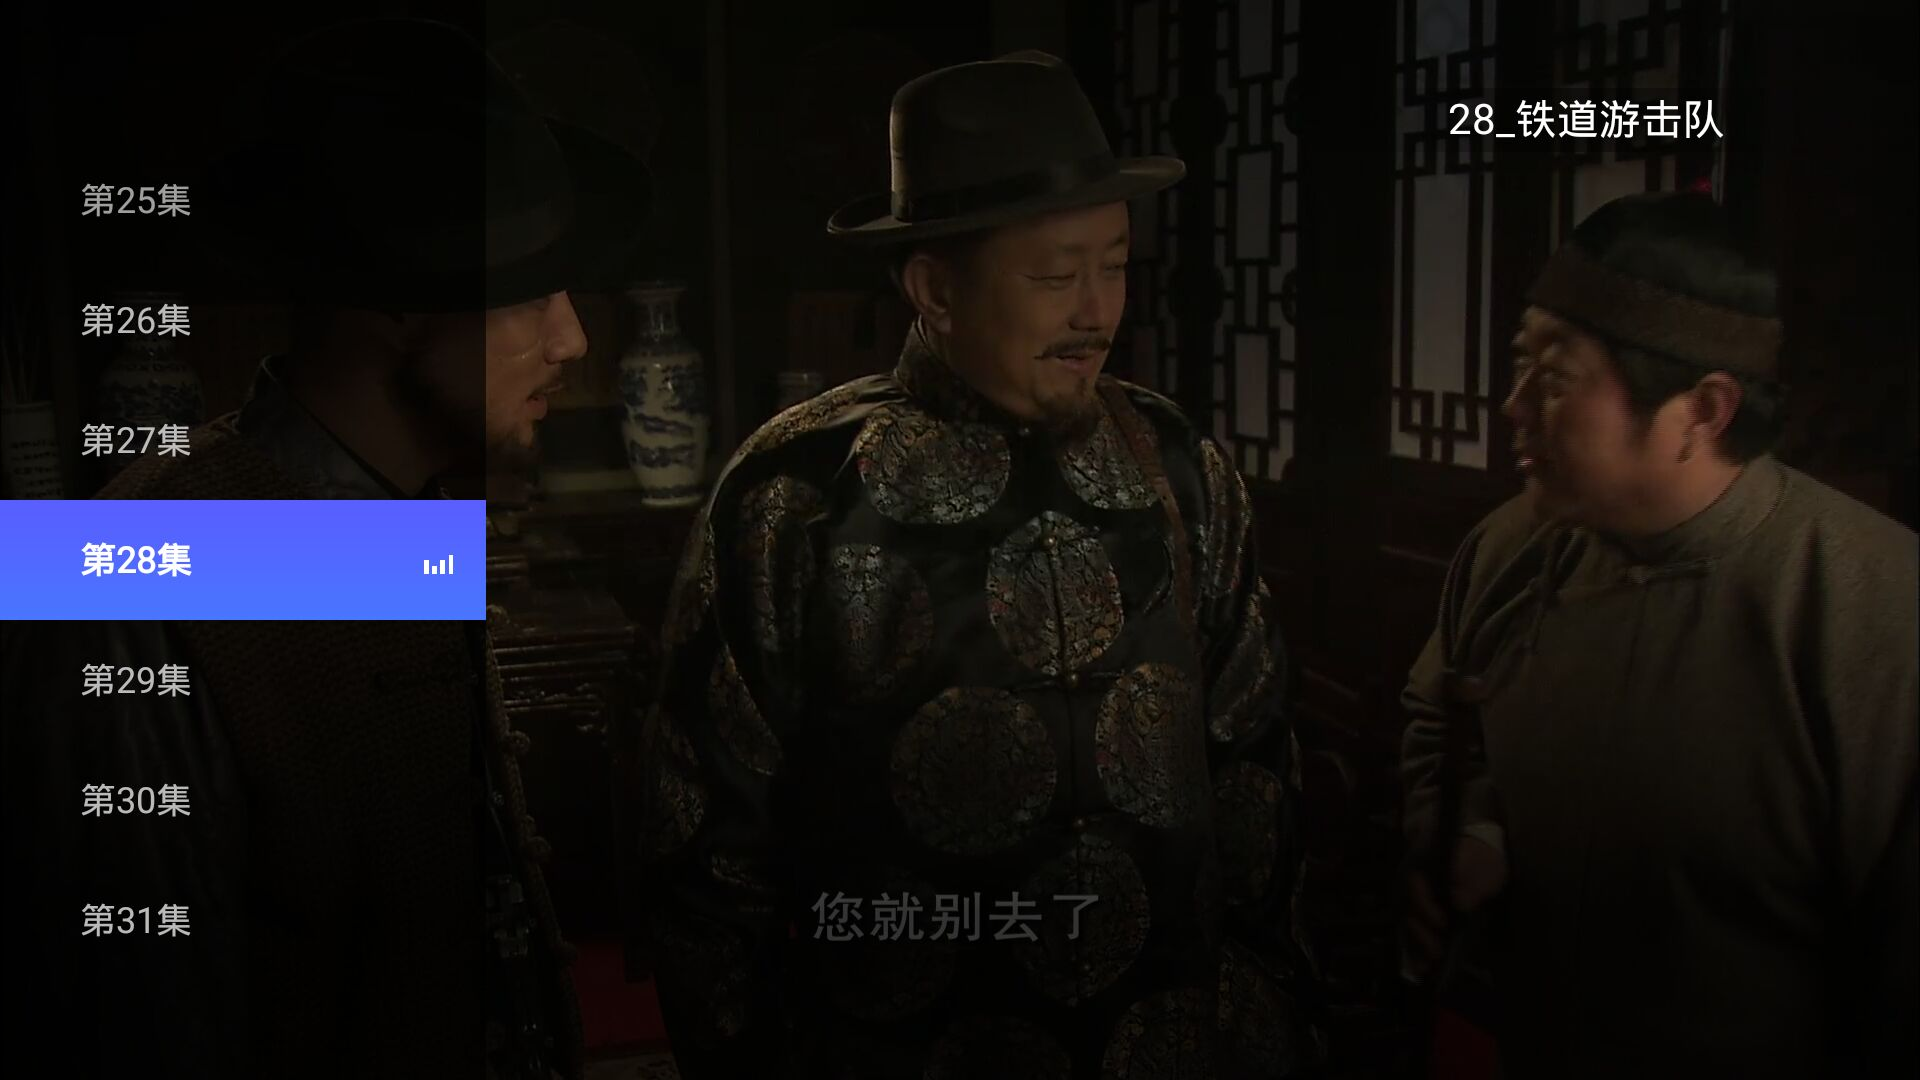 28_铁道游击队
第25集
第26集
第27集
第28集
第29集
第30集
第31集
您就别去了